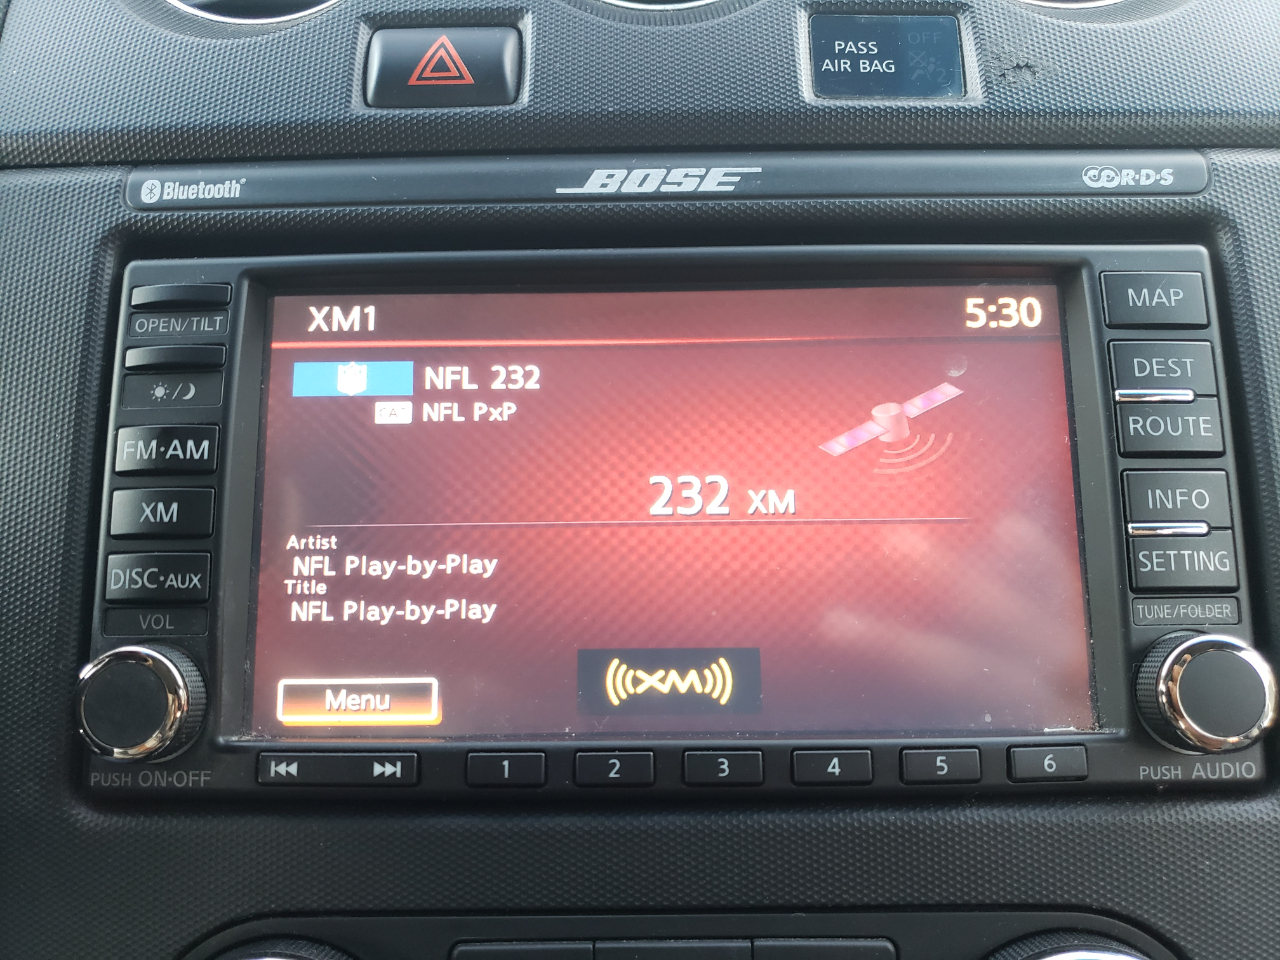 PASS
AIR BAG
OFF
Bluetooth
BOSE
R·D·S
OPEN/TILT
FM·AM
XM
DISC·AUX
VOL
PUSH ON·OFF
XM1
5:30
NFL 232
CAT
NFL PxP
232 XM
Artist
NFL Play-by-Play
Title
NFL Play-by-Play
Menu
XM
MAP
DEST
ROUTE
INFO
SETTING
TUNE/FOLDER
PUSH AUDIO
1
2
3
4
5
6